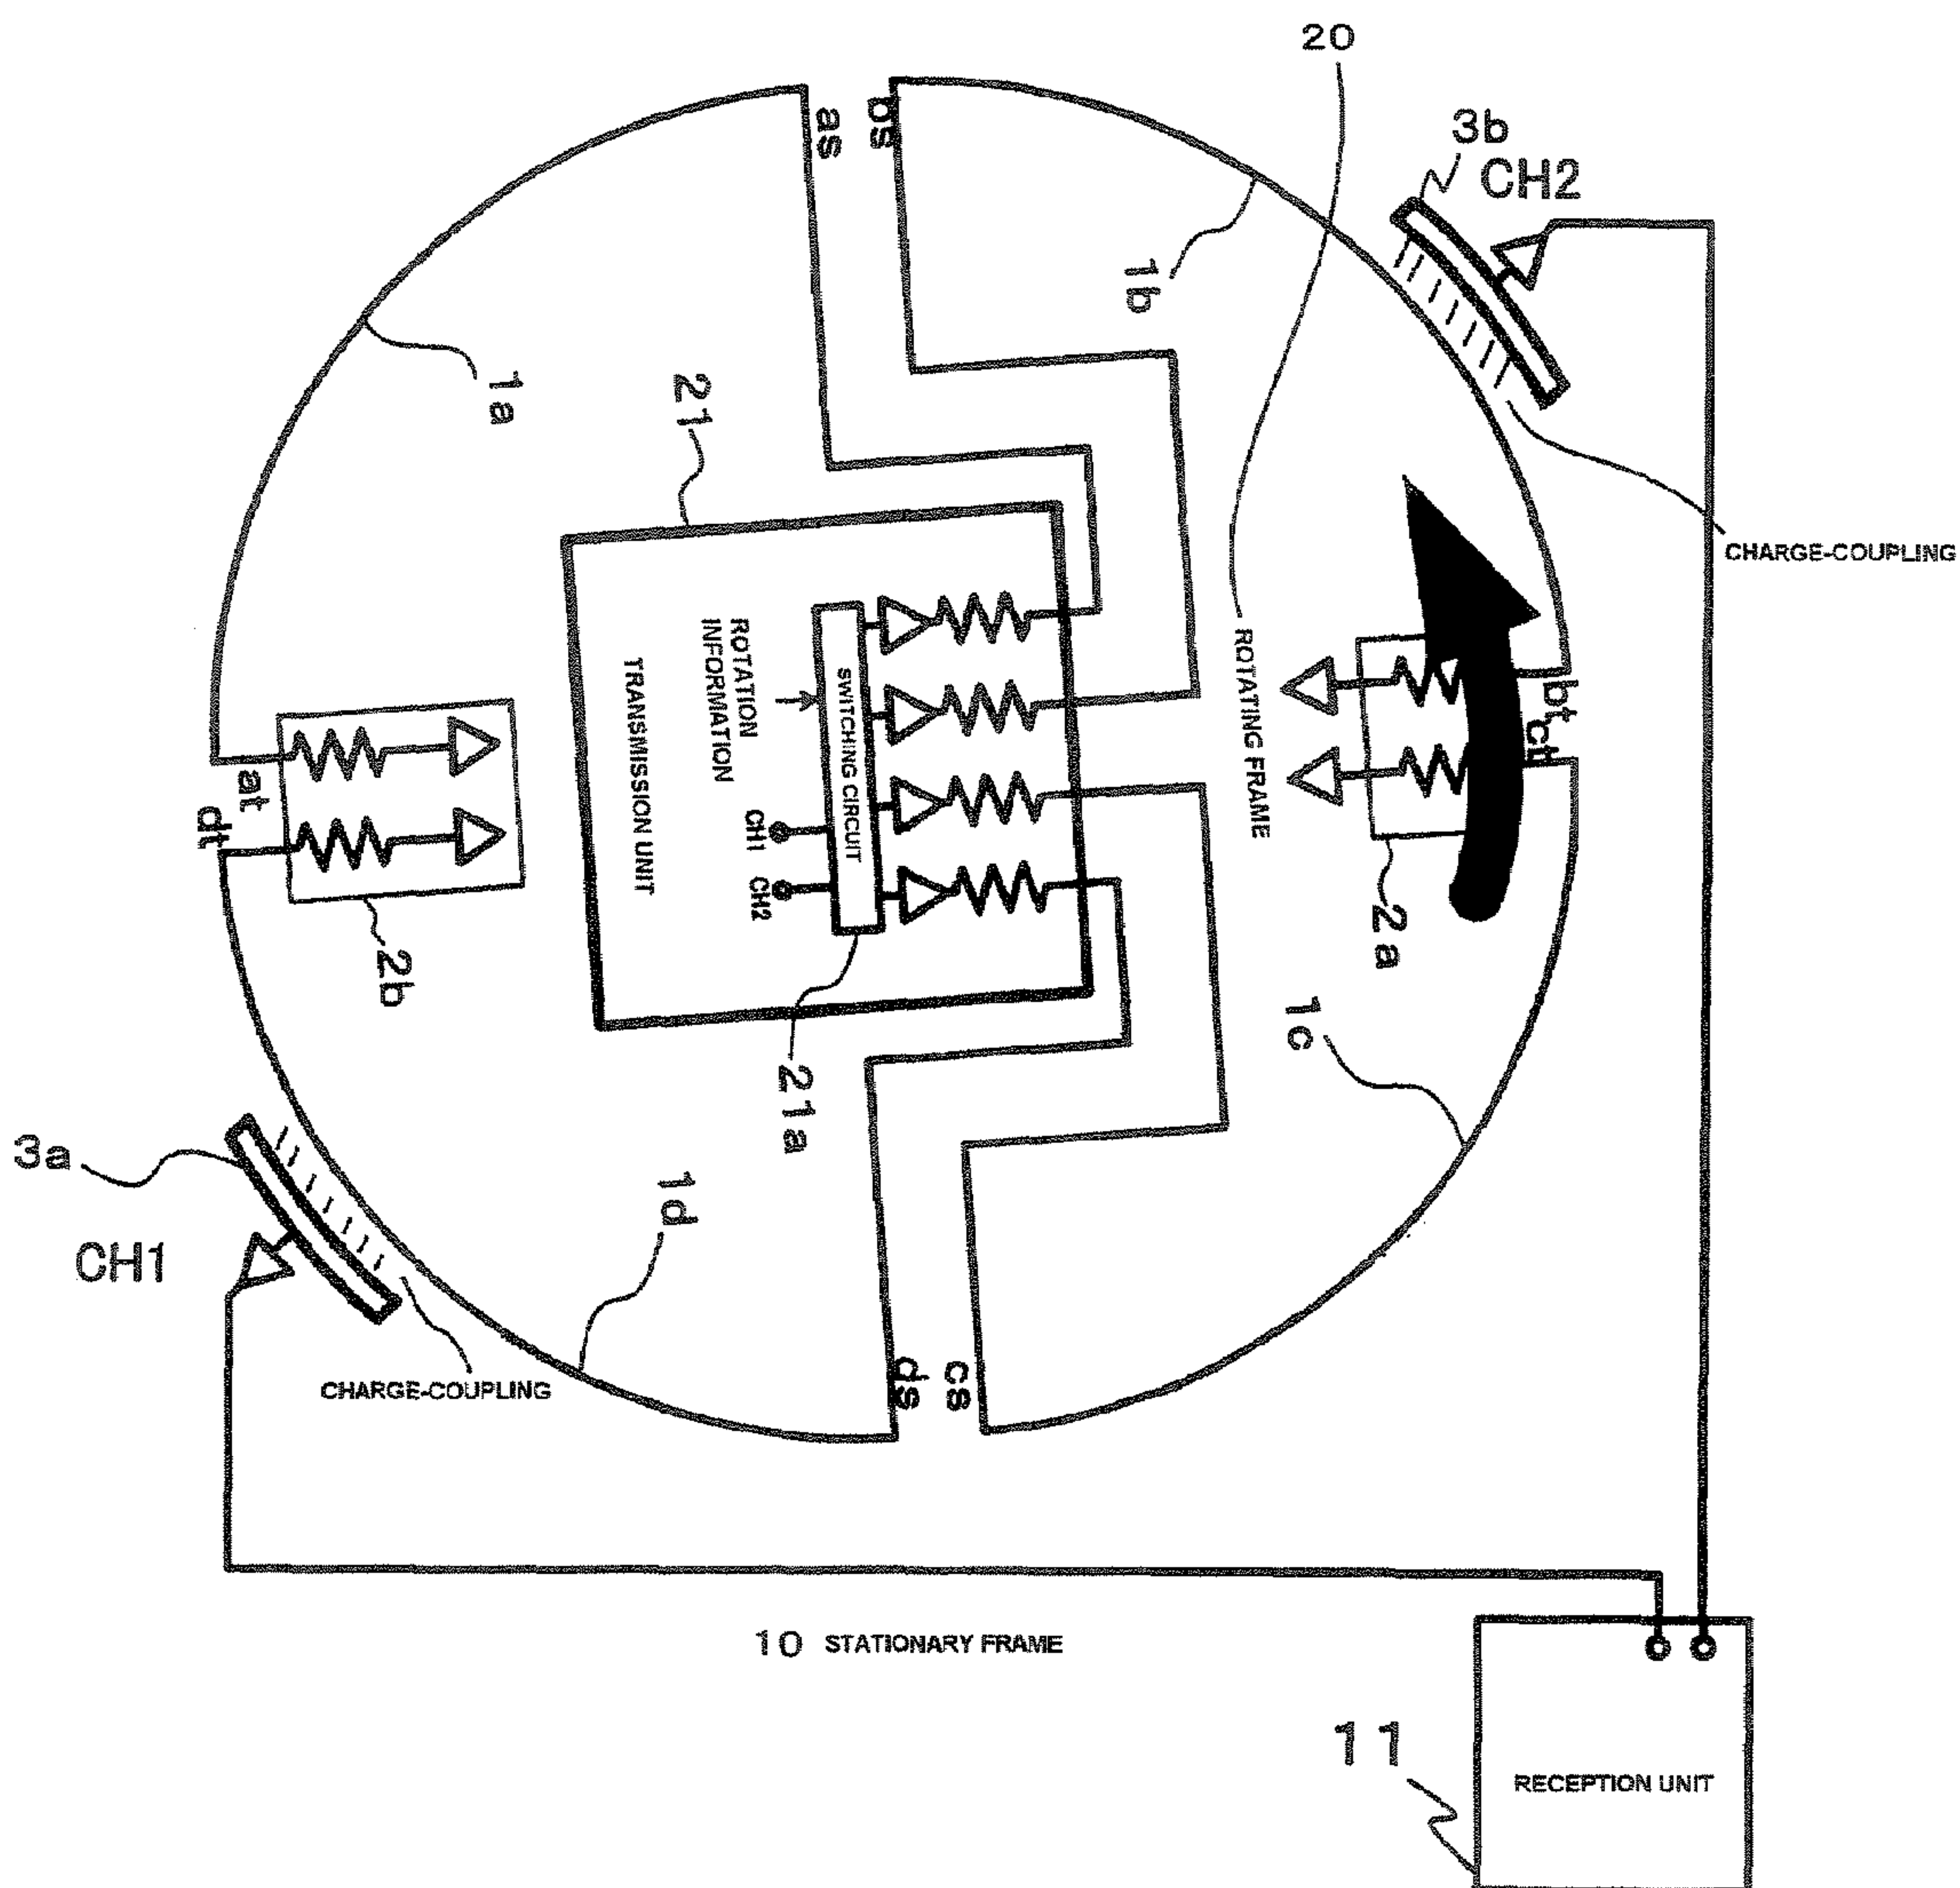 20
as
bs
3b
CH2
1b
1a
21
CHARGE-COUPLING
ROTATION
INFORMATION
SWITCHING CIRCUIT
TRANSMISSION UNIT
CH1
CH2
ROTATING FRAME
bt
ct
at
dt
2a
2b
21a
1c
3a
CH1
1d
CHARGE-COUPLING
ds
cs
10 STATIONARY FRAME
11
RECEPTION UNIT